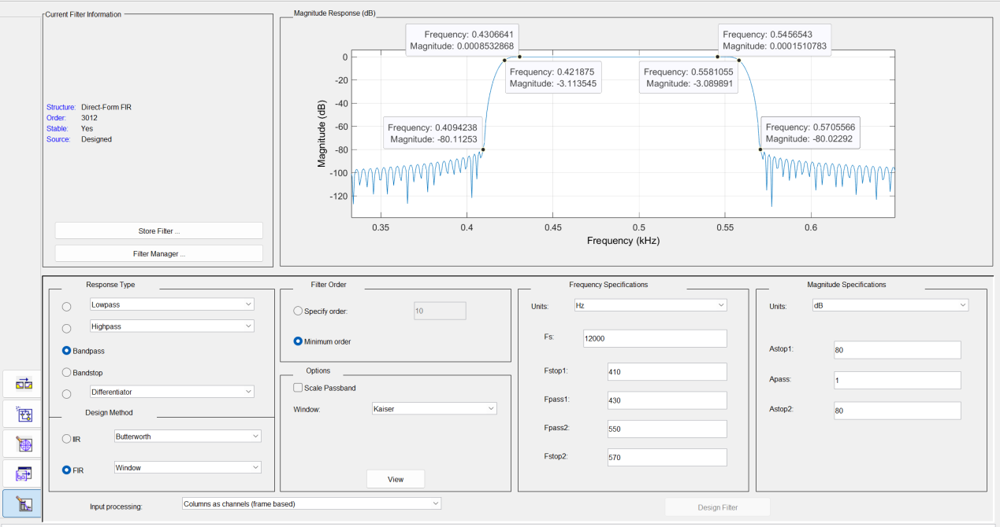 Current Filter Information
Structure: Direct-Form FIR
Order: 3012
Stable: Yes
Source: Designed
Store Filter ...
Filter Manager ...
Magnitude Response (dB)
Frequency: 0.4306641
Magnitude: 0.0008532868
Frequency: 0.5456543
Magnitude: 0.0001510783
Frequency: 0.421875
Magnitude: -3.113545
Frequency: 0.5581055
Magnitude: -3.089891
Frequency: 0.4094238
Magnitude: -80.11253
Frequency: 0.5705566
Magnitude: -80.02292
Magnitude (dB)
0
-20
-40
-60
-80
-100
-120
0.35 0.4 0.45 0.5 0.55 0.6
Frequency (kHz)
Response Type
Lowpass
Highpass
Bandpass
Bandstop
Differentiator
Design Method
IIR Butterworth
FIR Window
Filter Order
Specify order: 10
Minimum order
Options
Scale Passband
Window: Kaiser
View
Frequency Specifications
Units: Hz
Fs: 12000
Fstop1: 410
Fpass1: 430
Fpass2: 550
Fstop2: 570
Magnitude Specifications
Units: dB
Astop1: 80
Apass: 1
Astop2: 80
Input processing: Columns as channels (frame based)
Design Filter